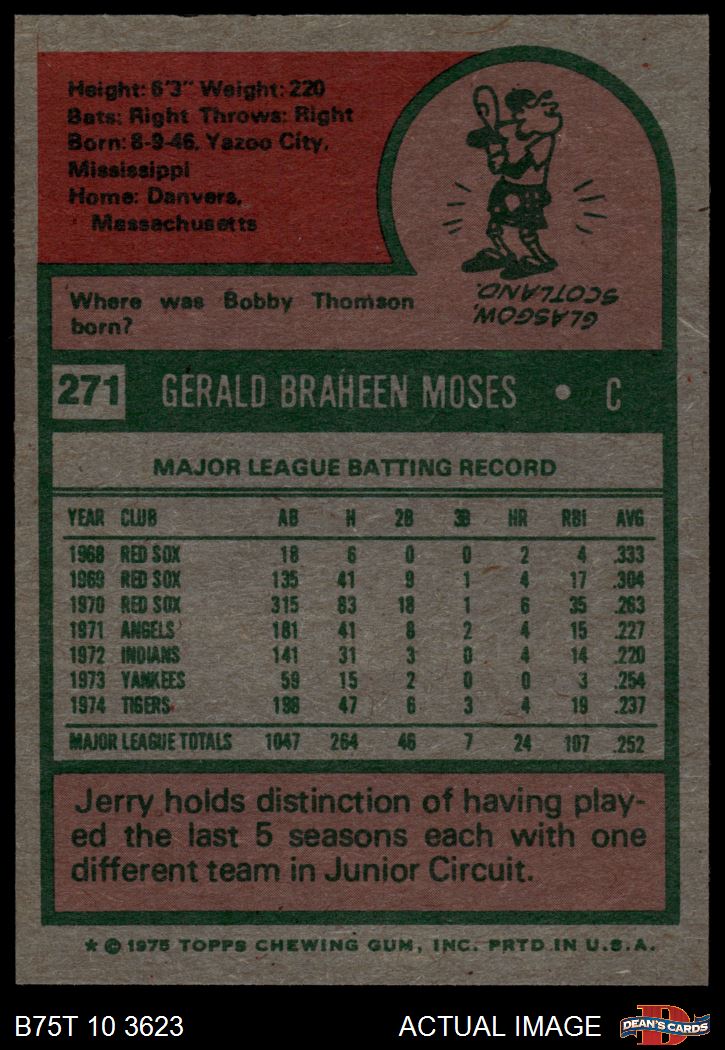 Height: 6'3" Weight: 220
Bats: Right Throws: Right
Born: 8-9-46, Yazoo City,
Mississippi
Home: Danvers,
Massachusetts
Where was Bobby Thomson
born?
GLASGOW,
SCOTLAND.
271 GERALD BRAHEEN MOSES • C
MAJOR LEAGUE BATTING RECORD
YEAR CLUB AB H 2B 3B HR RBI AVG
1968 RED SOX 18 6 0 0 2 4 .333
1969 RED SOX 135 41 9 1 4 17 .304
1970 RED SOX 315 83 18 1 6 35 .263
1971 ANGELS 181 41 8 2 4 15 .227
1972 INDIANS 141 31 3 0 4 14 .220
1973 YANKEES 59 15 2 0 0 3 .254
1974 TIGERS 198 47 6 3 4 19 .237
MAJOR LEAGUE TOTALS 1047 264 46 7 24 107 .252
Jerry holds distinction of having play-
ed the last 5 seasons each with one
different team in Junior Circuit.
* © 1975 TOPPS CHEWING GUM, INC. PRTD. IN U.S.A.
B75T 10 3623 ACTUAL IMAGE D DEAN'S CARDS